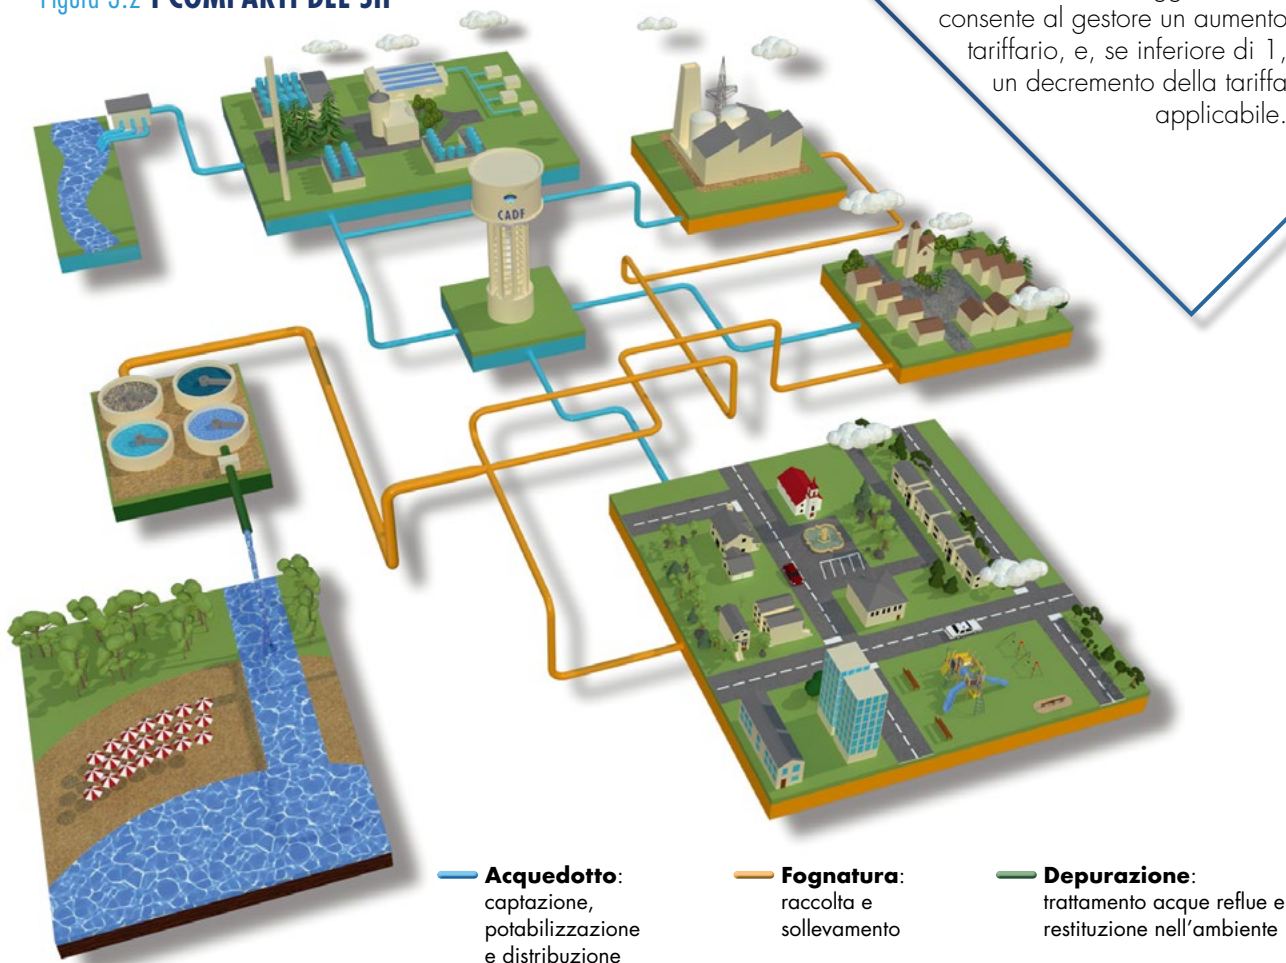 consente al gestore un aumento
tariffario, e, se inferiore di 1,
un decremento della tariffa
applicabile.
CADF
Acquedotto:
captazione,
potabilizzazione
e distribuzione
Fognatura:
raccolta e
sollevamento
Depurazione:
trattamento acque reflue e
restituzione nell'ambiente